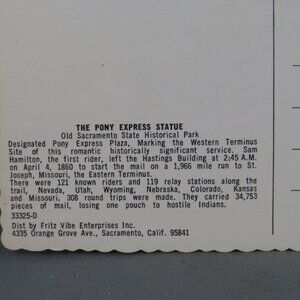 THE PONY EXPRESS STATUE
Old Sacramento State Historical Park
Designated Pony Express Plaza, Marking the Western Terminus
Site of this romantic historically significant service. Sam
Hamilton, the first rider, left the Hastings Building at 2:45 A.M.
on April 4, 1860 to start the mail on a 1,966 mile run to St.
Joseph, Missouri, the Eastern Terminus.
There were 121 known riders and 119 relay stations along the
trail, Nevada, Utah, Wyoming, Nebraska, Colorado, Kansas
and Missouri. 308 round trips were made. They carried 34,753
pieces of mail, losing one pouch to hostile Indians.
33325-D
Dist by Fritz Vibe Enterprises Inc.
4335 Orange Grove Ave., Sacramento, Calif. 95841